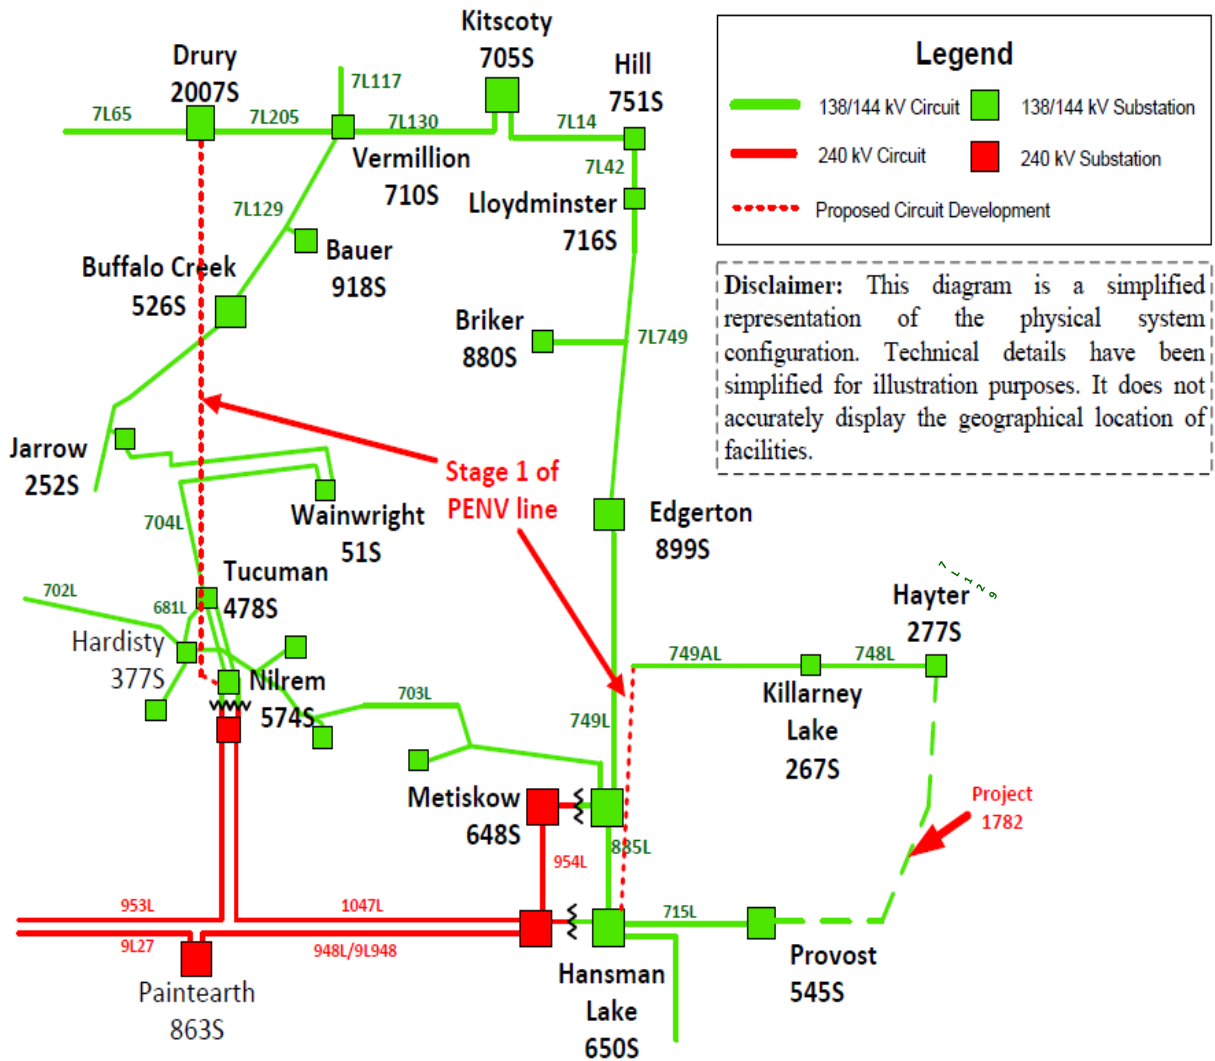 Kitscoty
705S
Drury
2007S
Hill
751S
7L117
7L65
7L205
7L130
7L14
7L42
Vermillion
710S
Lloydminster
716S
7L129
Bauer
918S
Buffalo Creek
526S
Briker
880S
7L749
Legend
138/144 kV Circuit
138/144 kV Substation
240 kV Circuit
240 kV Substation
Proposed Circuit Development
Disclaimer: This diagram is a simplified
representation of the physical system
configuration. Technical details have been
simplified for illustration purposes. It does not
accurately display the geographical location of
facilities.
Jarrow
252S
Stage 1 of
PENV line
Wainwright
51S
704L
Edgerton
899S
Tucuman
478S
702L
681L
Hardisty
377S
Nilrem
574S
703L
7L129
Hayter
277S
749AL
748L
Killarney
Lake
267S
749L
Metiskow
648S
885L
954L
Project
1782
953L
1047L
715L
9L27
948L/9L948
Paintearth
863S
Hansman
Lake
650S
Provost
545S